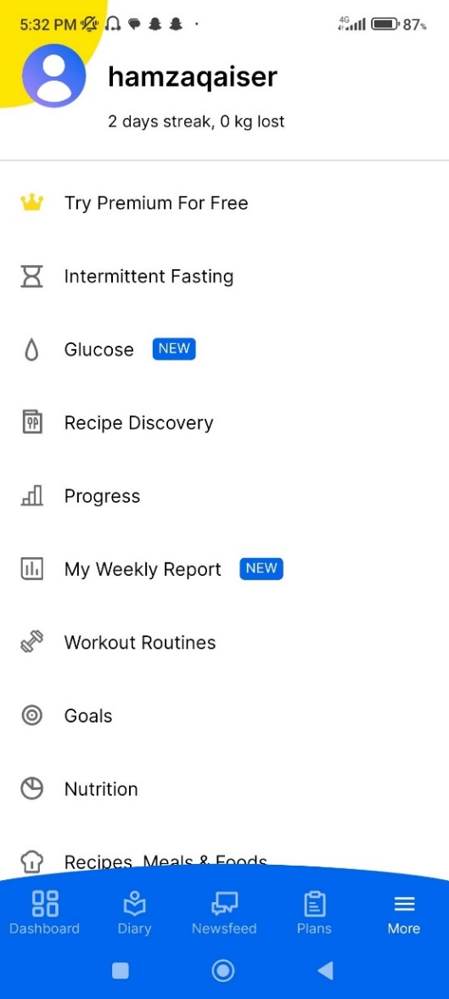 5:32 PM
4G
87%
hamzaqaiser
2 days streak, 0 kg lost
Try Premium For Free
Intermittent Fasting
Glucose NEW
Recipe Discovery
Progress
My Weekly Report NEW
Workout Routines
Goals
Nutrition
Recipes, Meals & Foods
Dashboard Diary Newsfeed Plans More